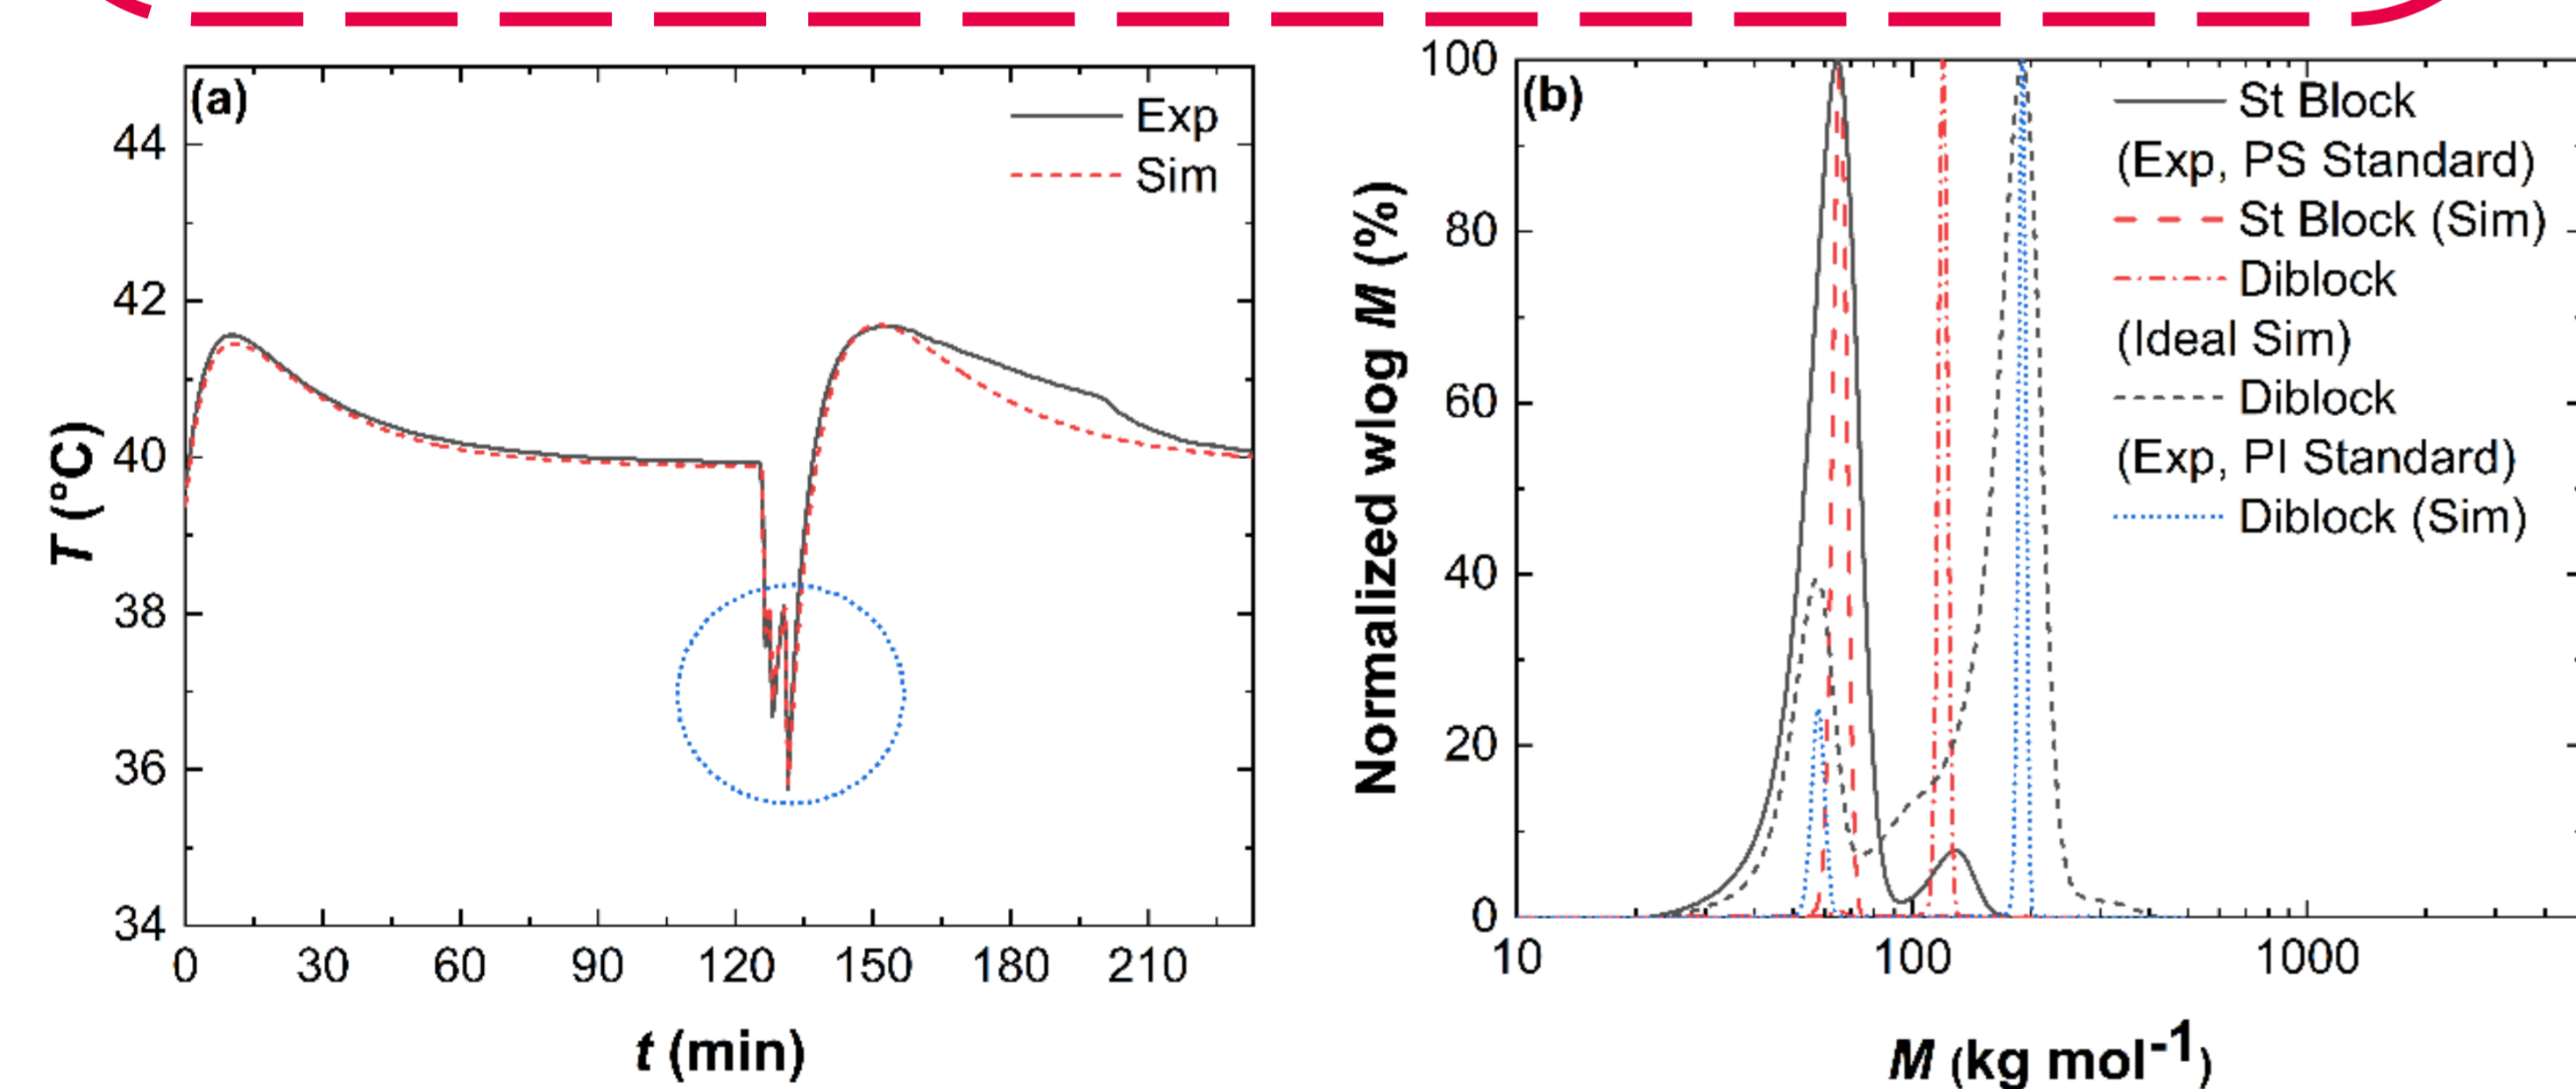 (a)
Exp
Sim
44
42
40
38
36
34
0 30 60 90 120 150 180 210
T (°C)
t (min)
(b)
St Block
(Exp, PS Standard)
St Block (Sim)
Diblock
(Ideal Sim)
Diblock
(Exp, PI Standard)
Diblock (Sim)
100
80
60
40
20
0
10 100 1000
Normalized wlog M (%)
M (kg mol⁻¹)